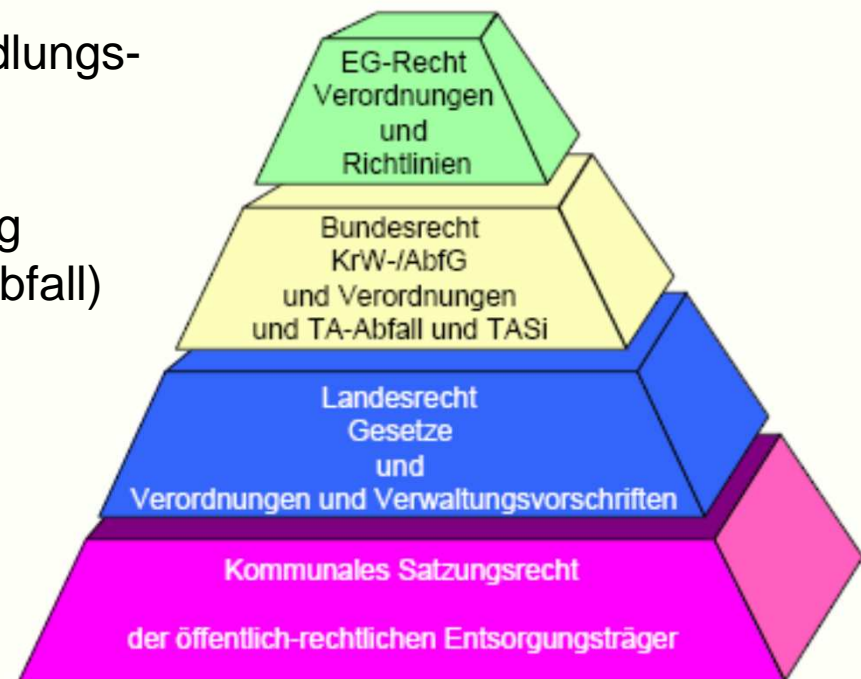 dlungs-
g
bfall)
EG-Recht
Verordnungen
und
Richtlinien
Bundesrecht
KrW-/AbfG
und Verordnungen
und TA-Abfall und TASi
Landesrecht
Gesetze
und
Verordnungen und Verwaltungsvorschriften
Kommunales Satzungsrecht
der öffentlich-rechtlichen Entsorgungsträger